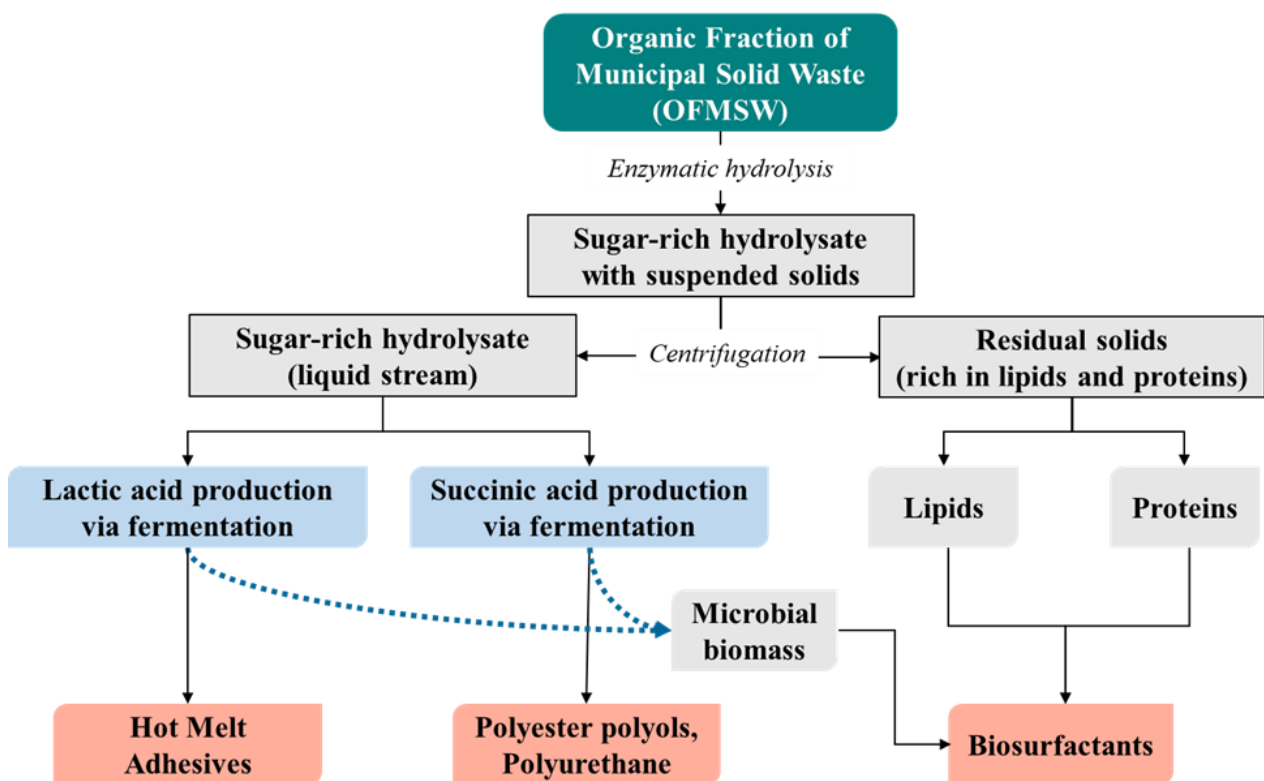 Organic Fraction of
Municipal Solid Waste
(OFMSW)
Enzymatic hydrolysis
Sugar-rich hydrolysate
with suspended solids
Sugar-rich hydrolysate
(liquid stream)
Centrifugation
Residual solids
(rich in lipids and proteins)
Lactic acid production
via fermentation
Succinic acid production
via fermentation
Lipids
Proteins
Microbial
biomass
Hot Melt
Adhesives
Polyester polyols,
Polyurethane
Biosurfactants